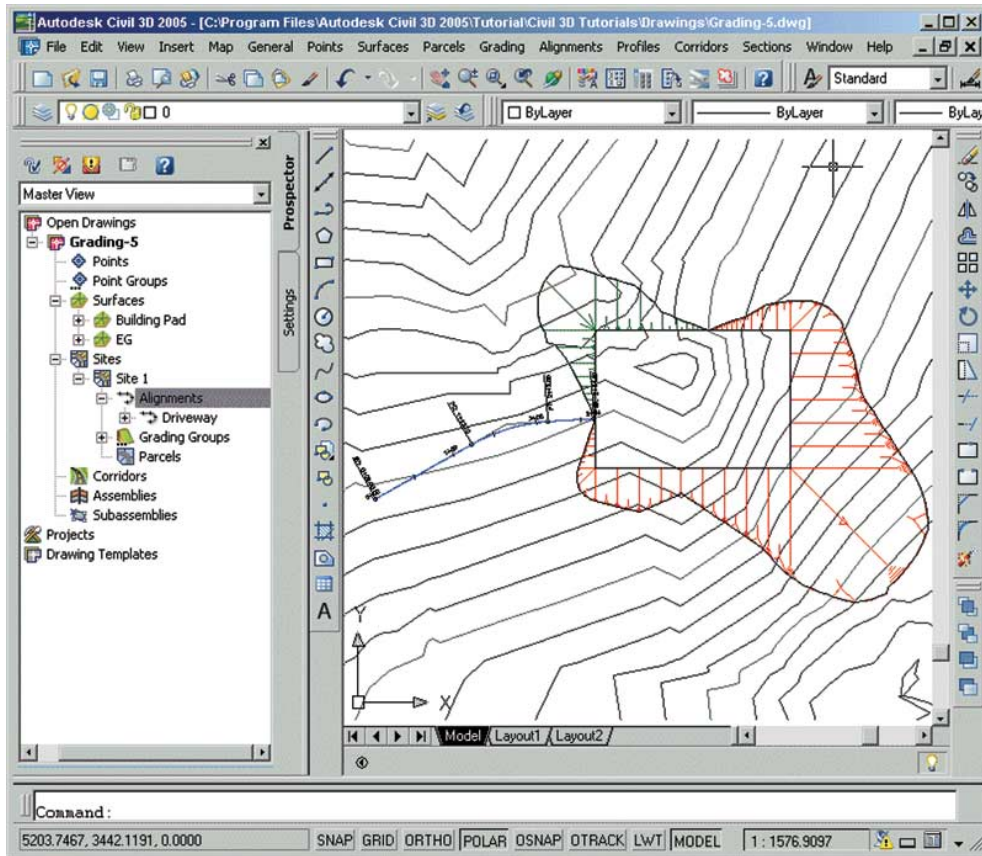 Autodesk Civil 3D 2005 - [C:\Program Files\Autodesk Civil 3D 2005\Tutorial\Civil 3D Tutorials\Drawings\Grading-5.dwg]
File Edit View Insert Map General Points Surfaces Parcels Grading Alignments Profiles Corridors Sections Window Help
Standard
0 ByLayer ByLayer ByLay
Master View
Prospector
Settings
Open Drawings
Grading-5
Points
Point Groups
Surfaces
Building Pad
EG
Sites
Site 1
Alignments
Driveway
Grading Groups
Parcels
Corridors
Assemblies
Subassemblies
Projects
Drawing Templates
A
Y
X
Model Layout1 Layout2
Command:
5203.7467, 3442.1191, 0.0000 SNAP GRID ORTHO POLAR OSNAP OTRACK LWT MODEL 1 : 1576.9097